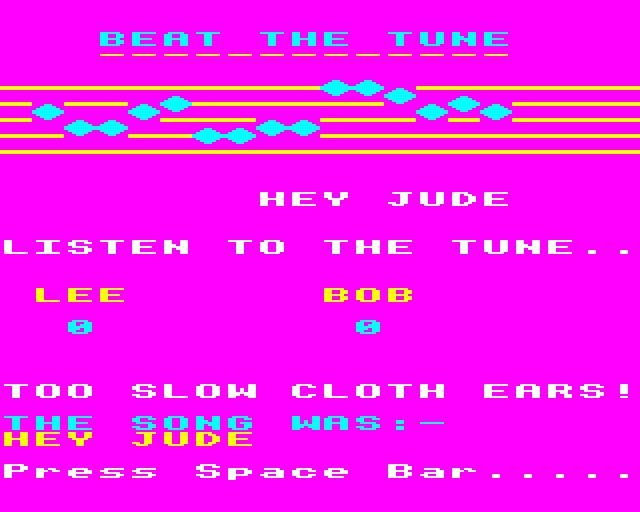 BEAT THE TUNE
HEY JUDE
LISTEN TO THE TUNE..
LEE BOB
0 0
TOO SLOW CLOTH EARS!
THE SONG WAS:-
HEY JUDE
Press Space Bar.....